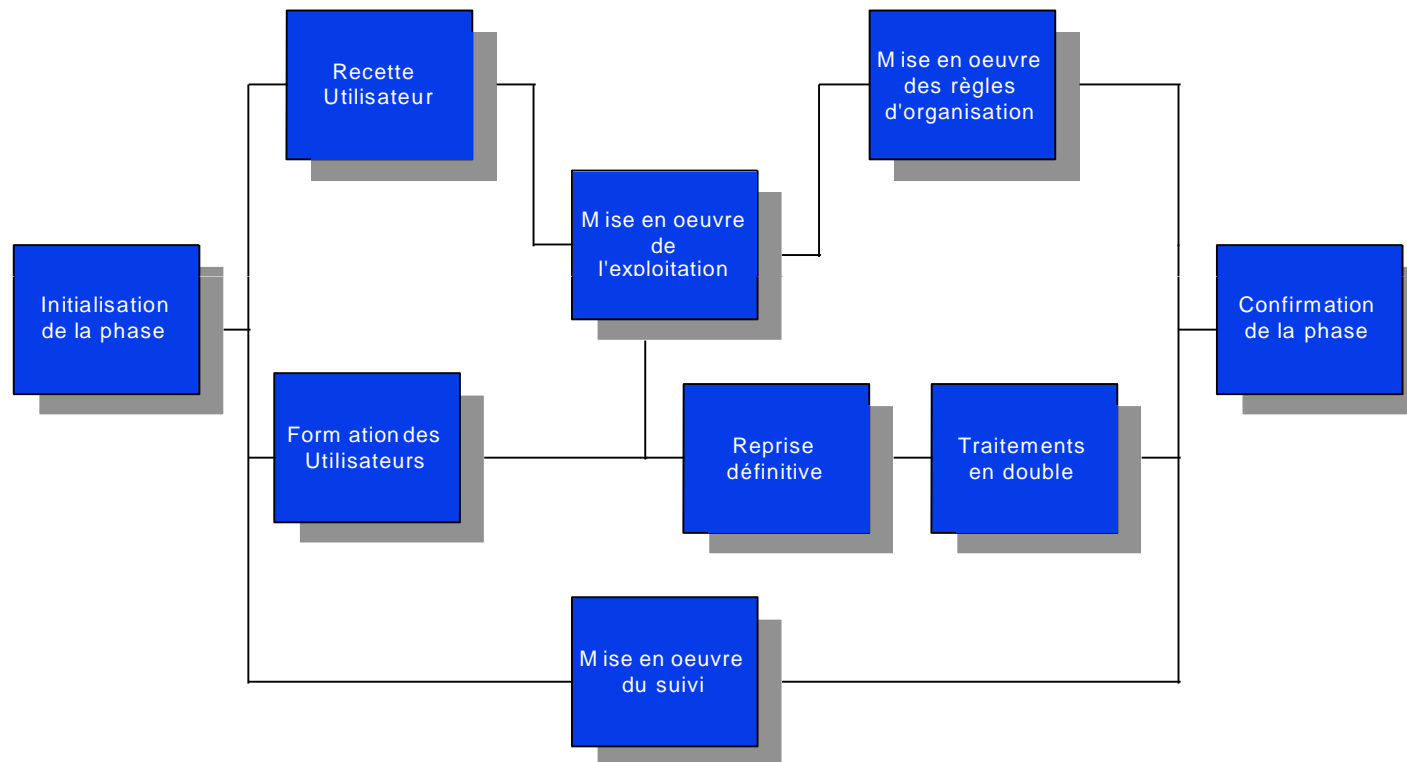 Recette
Utilisateur
Mise en oeuvre
des règles
d'organisation
Mise en oeuvre
de
l'exploitation
Initialisation
de la phase
Confirmation
de la phase
Formation des
Utilisateurs
Reprise
définitive
Traitements
en double
Mise en oeuvre
du suivi